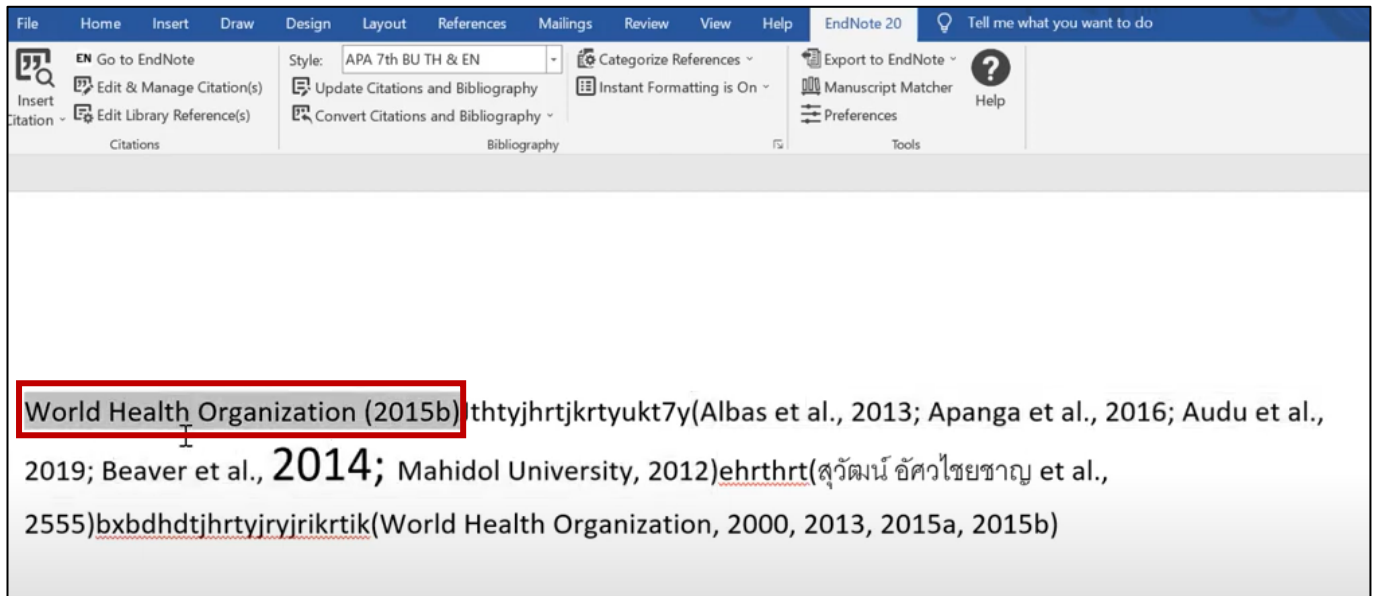 File Home Insert Draw Design Layout References Mailings Review View Help EndNote 20 Tell me what you want to do
EN Go to EndNote Style: APA 7th BU TH & EN Categorize References Export to EndNote
Edit & Manage Citation(s) Update Citations and Bibliography Instant Formatting is On Manuscript Matcher
Insert Help
Citation Edit Library Reference(s) Convert Citations and Bibliography Preferences
Citations Bibliography Tools
World Health Organization (2015b) thtyjhrtjkrtyukt7y(Albas et al., 2013; Apanga et al., 2016; Audu et al.,
2019; Beaver et al., 2014; Mahidol University, 2012)ehrthrt(สุวัฒน์ อัศวไชยชาญ et al.,
2555)bxbdhdtjhrtyjryjrikrtik(World Health Organization, 2000, 2013, 2015a, 2015b)